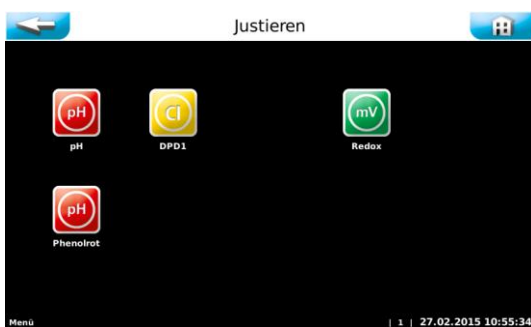 Justieren
pH Cl mV
pH DPD1 Redox
pH
Phenolrot
Menü | 1 | 27.02.2015 10:55:34